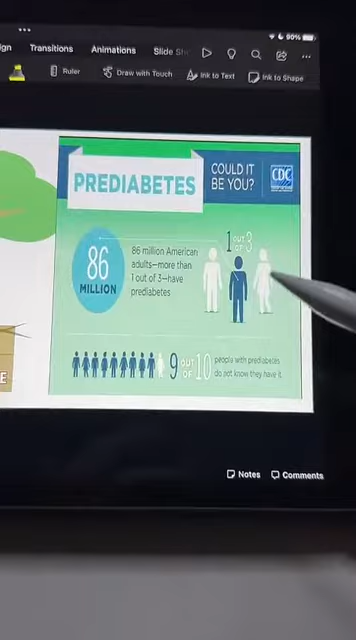 90%
Transitions
Animations
Slide
Ruler
Draw with Touch
Ink to Text
Ink to Shape
PREDIABETES
COULD IT
BE YOU?
CDC
1 OUT OF 3
86
MILLION
86 million American
adults—more than
1 out of 3—have
prediabetes
9 OUT OF 10
people with prediabetes
do not know they have it
Notes
Comments